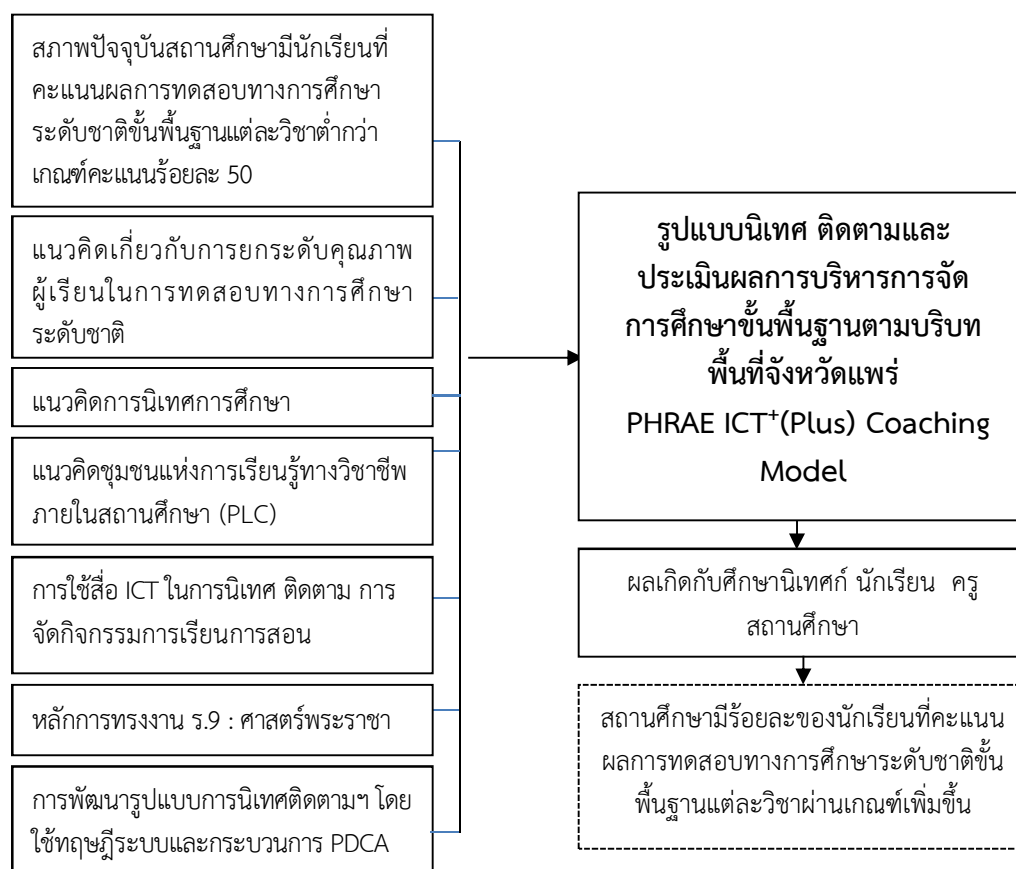 สภาพปัจจุบันสถานศึกษามีนักเรียนที่
คะแนนผลการทดสอบทางการศึกษา
ระดับชาติขั้นพื้นฐานแต่ละวิชาต่ำกว่า
เกณฑ์คะแนนร้อยละ 50
แนวคิดเกี่ยวกับการยกระดับคุณภาพ
ผู้เรียนในการทดสอบทางการศึกษา
ระดับชาติ
แนวคิดการนิเทศการศึกษา
แนวคิดชุมชนแห่งการเรียนรู้ทางวิชาชีพ
ภายในสถานศึกษา (PLC)
การใช้สื่อ ICT ในการนิเทศ ติดตาม การ
จัดกิจกรรมการเรียนการสอน
หลักการทรงงาน ร.9 : ศาสตร์พระราชา
การพัฒนารูปแบบการนิเทศติดตามฯ โดย
ใช้ทฤษฎีระบบและกระบวนการ PDCA
รูปแบบนิเทศ ติดตามและ
ประเมินผลการบริหารการจัด
การศึกษาขั้นพื้นฐานตามบริบท
พื้นที่จังหวัดแพร่
PHRAE ICT⁺(Plus) Coaching
Model
ผลเกิดกับศึกษานิเทศก์ นักเรียน ครู
สถานศึกษา
สถานศึกษามีร้อยละของนักเรียนที่คะแนน
ผลการทดสอบทางการศึกษาระดับชาติขั้น
พื้นฐานแต่ละวิชาผ่านเกณฑ์เพิ่มขึ้น